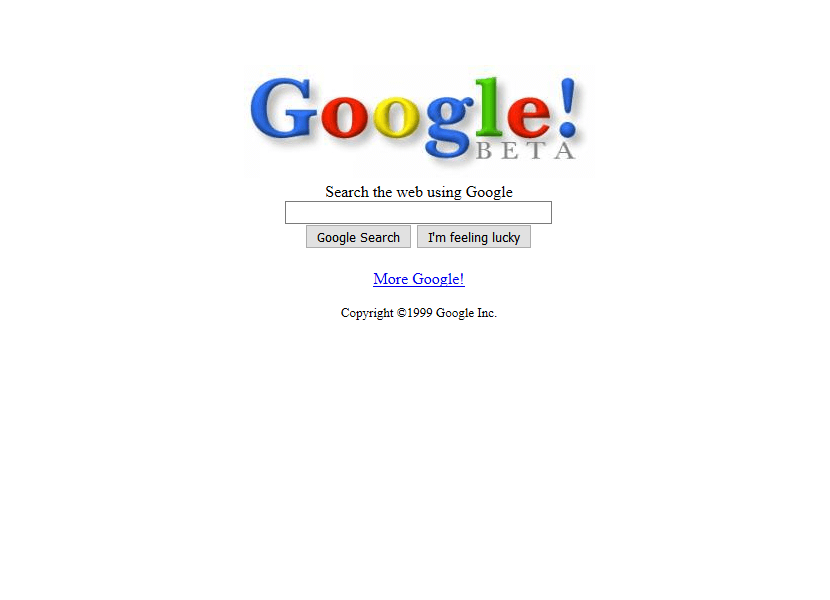 Google!
BETA
Search the web using Google
Google Search I'm feeling lucky
More Google!
Copyright ©1999 Google Inc.